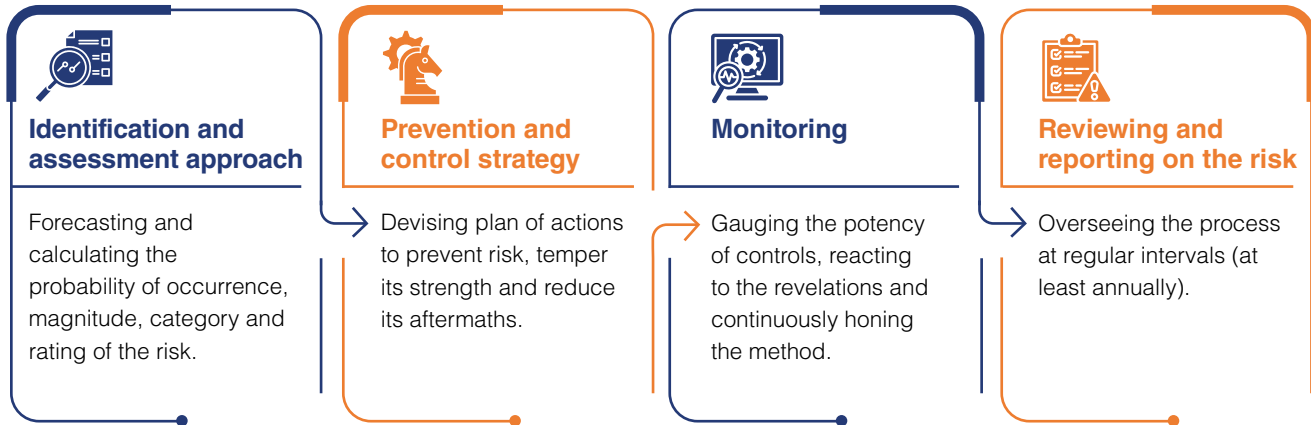 Identification and
assessment approach
Forecasting and
calculating the
probability of occurrence,
magnitude, category and
rating of the risk.
Prevention and
control strategy
Devising plan of actions
to prevent risk, temper
its strength and reduce
its aftermaths.
Monitoring
Gauging the potency
of controls, reacting
to the revelations and
continuously honing
the method.
Reviewing and
reporting on the risk
Overseeing the process
at regular intervals (at
least annually).